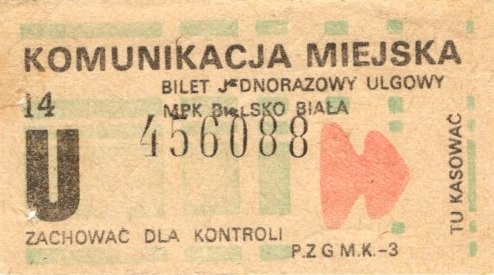 KOMUNIKACJA MIEJSKA
BILET JEDNORAZOWY ULGOWY
14
MPK BIELSKO BIAŁA
456088
U
TU KASOWAĆ
ZACHOWAĆ DLA KONTROLI
P.Z G M.K.-3